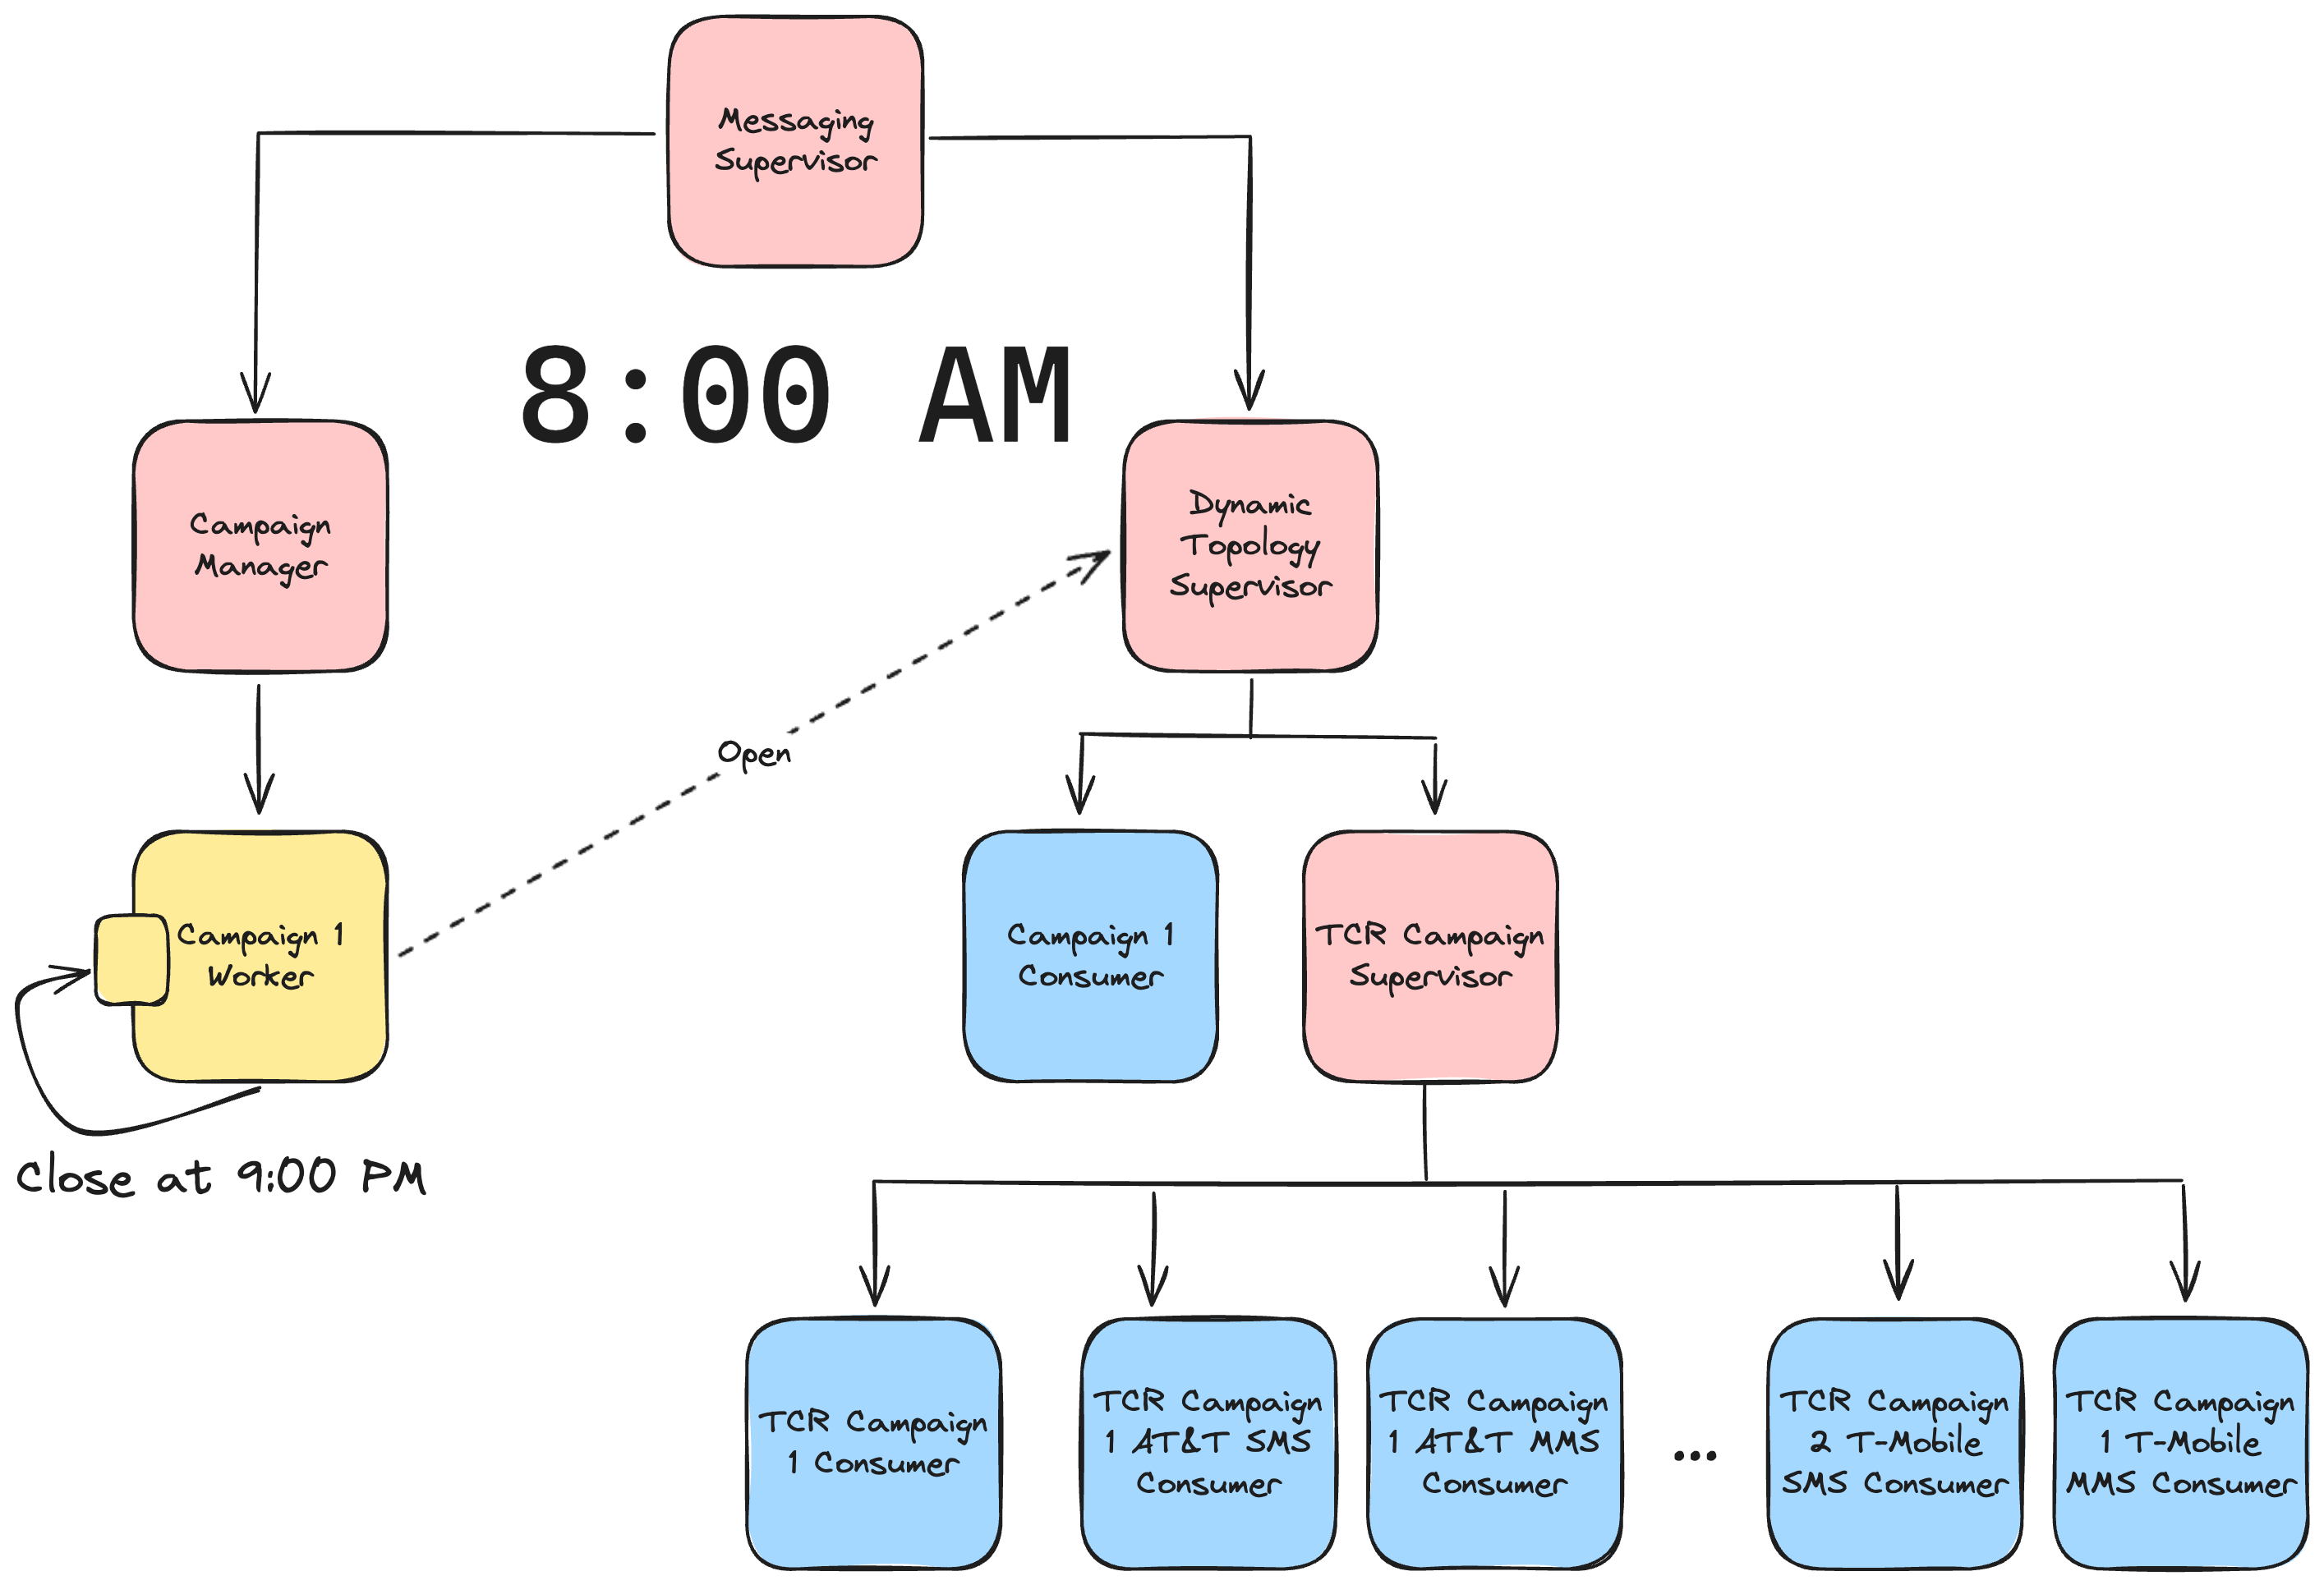 Messaging
Supervisor
8:00 AM
Campaign
Manager
Dynamic
Topology
Supervisor
Open
Campaign 1
Worker
Campaign 1
Consumer
TCR Campaign
Supervisor
Close at 9:00 PM
TCR Campaign
1 Consumer
TCR Campaign
1 AT&T SMS
Consumer
TCR Campaign
1 AT&T MMS
Consumer
...
TCR Campaign
2 T-Mobile
SMS Consumer
TCR Campaign
1 T-Mobile
MMS Consumer